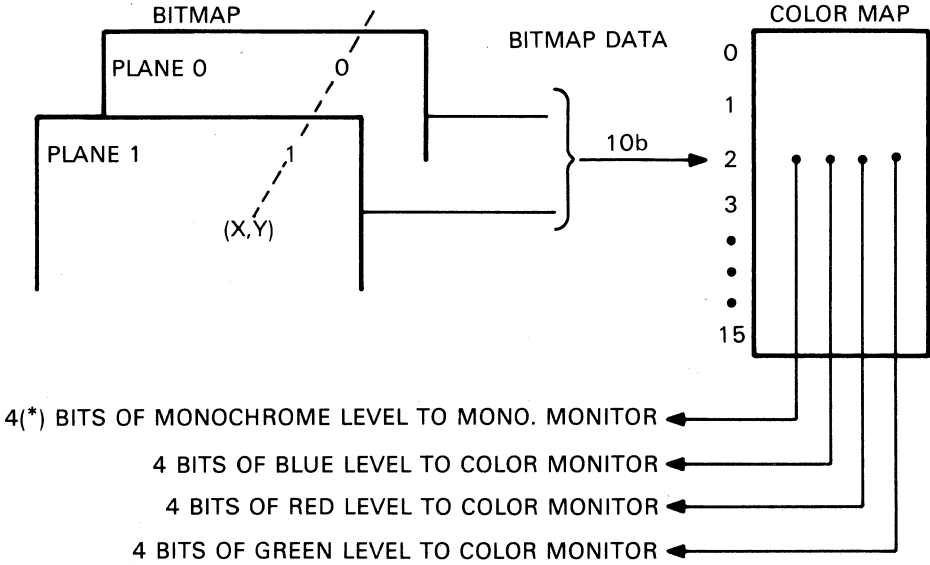 BITMAP
COLOR MAP
BITMAP DATA
0
PLANE 0
0
1
10b
PLANE 1
1
2
3
(X,Y)
15
4(*) BITS OF MONOCHROME LEVEL TO MONO. MONITOR
4 BITS OF BLUE LEVEL TO COLOR MONITOR
4 BITS OF RED LEVEL TO COLOR MONITOR
4 BITS OF GREEN LEVEL TO COLOR MONITOR